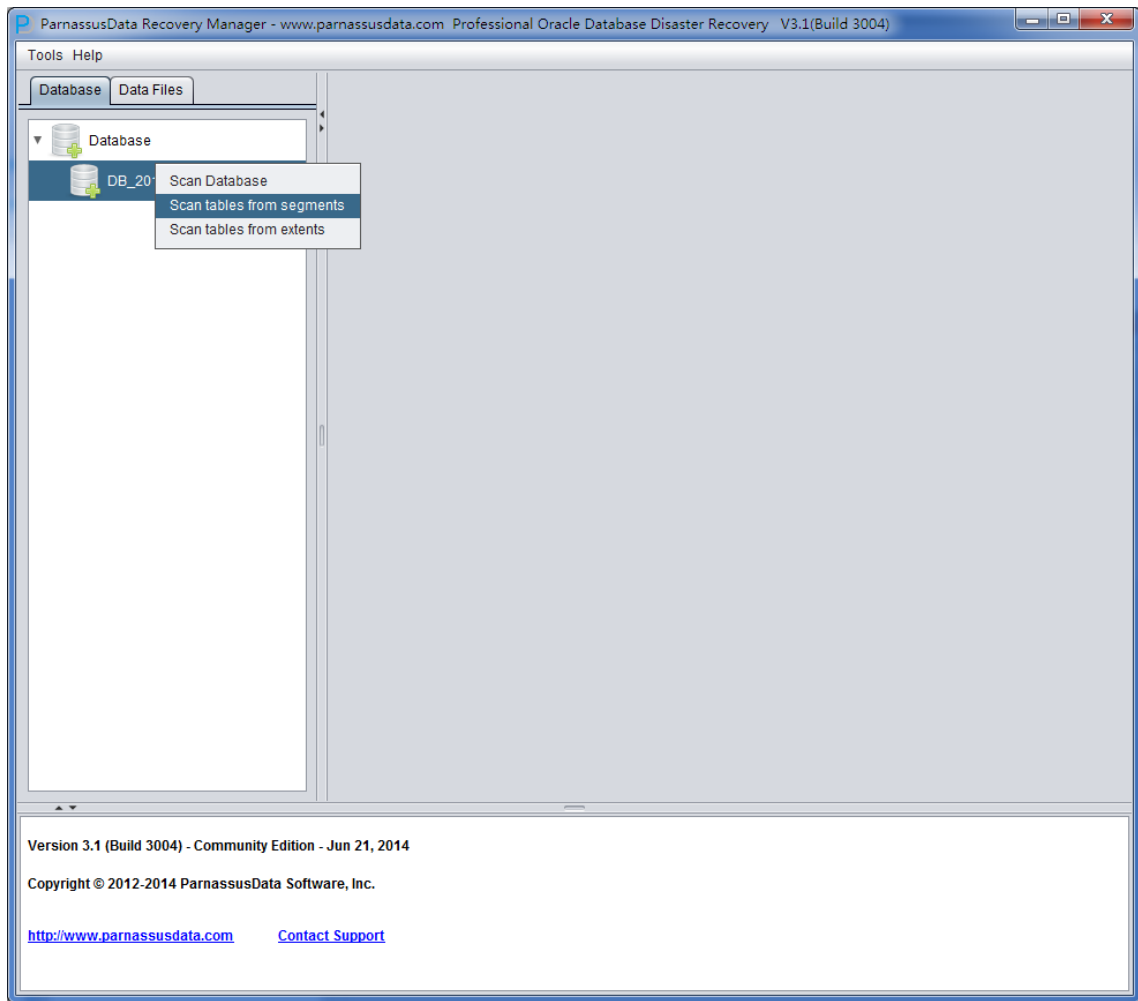 ParnassusData Recovery Manager - www.parnassusdata.com Professional Oracle Database Disaster Recovery V3.1(Build 3004)
Tools Help
Database Data Files
Database
DB_201
Scan Database
Scan tables from segments
Scan tables from extents
Version 3.1 (Build 3004) - Community Edition - Jun 21, 2014
Copyright © 2012-2014 ParnassusData Software, Inc.
http://www.parnassusdata.com Contact Support